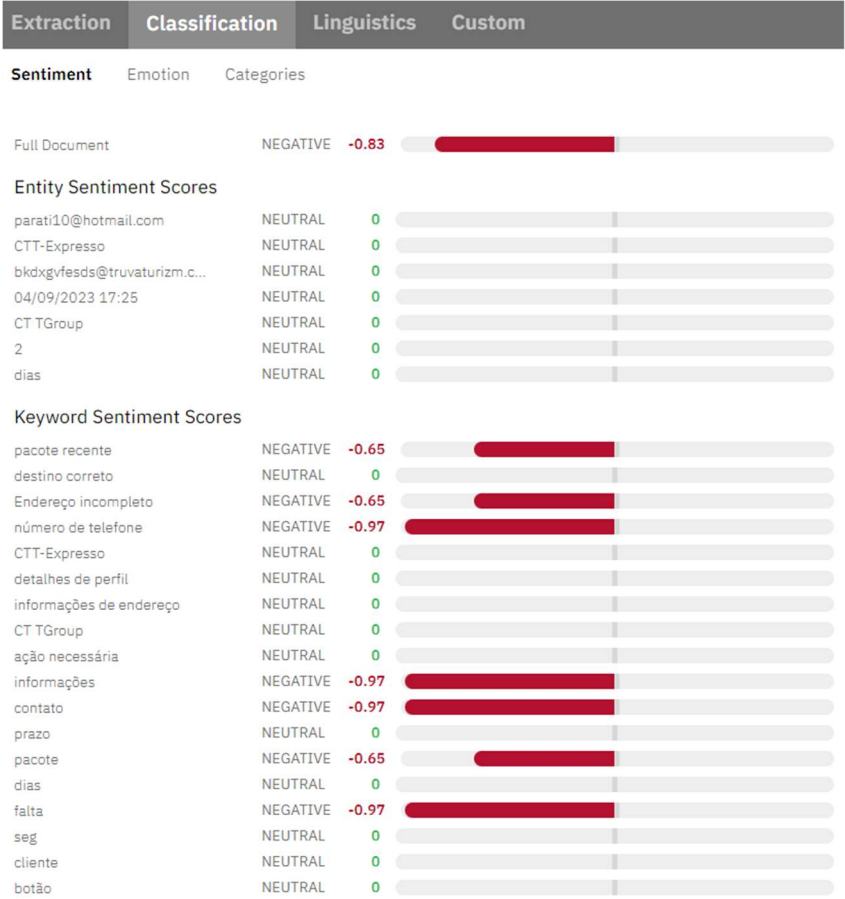 Extraction Classification Linguistics Custom
Sentiment Emotion Categories
Full Document NEGATIVE -0.83
Entity Sentiment Scores
parati10@hotmail.com NEUTRAL 0
CTT-Expresso NEUTRAL 0
bkdxgvfesds@truvaturizm.c... NEUTRAL 0
04/09/2023 17:25 NEUTRAL 0
CT TGroup NEUTRAL 0
2 NEUTRAL 0
dias NEUTRAL 0
Keyword Sentiment Scores
pacote recente NEGATIVE -0.65
destino correto NEUTRAL 0
Endereço incompleto NEGATIVE -0.65
número de telefone NEGATIVE -0.97
CTT-Expresso NEUTRAL 0
detalhes de perfil NEUTRAL 0
informações de endereço NEUTRAL 0
CT TGroup NEUTRAL 0
ação necessária NEUTRAL 0
informações NEGATIVE -0.97
contato NEGATIVE -0.97
prazo NEUTRAL 0
pacote NEGATIVE -0.65
dias NEUTRAL 0
falta NEGATIVE -0.97
seg NEUTRAL 0
cliente NEUTRAL 0
botão NEUTRAL 0